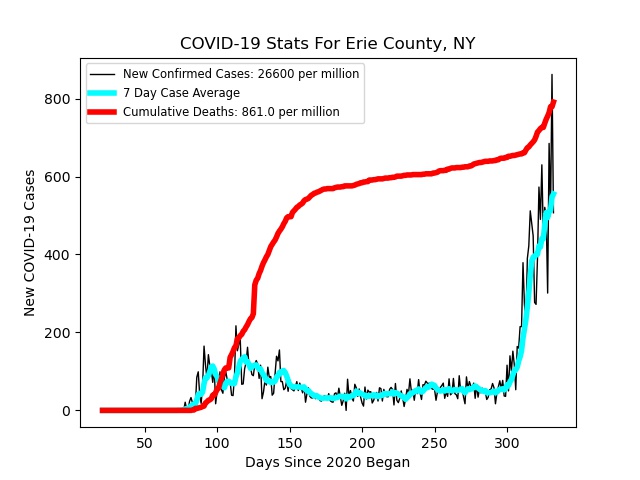 COVID-19 Stats For Erie County, NY
New Confirmed Cases: 26600 per million
7 Day Case Average
Cumulative Deaths: 861.0 per million
New COVID-19 Cases
800
600
400
200
0
50 100 150 200 250 300
Days Since 2020 Began